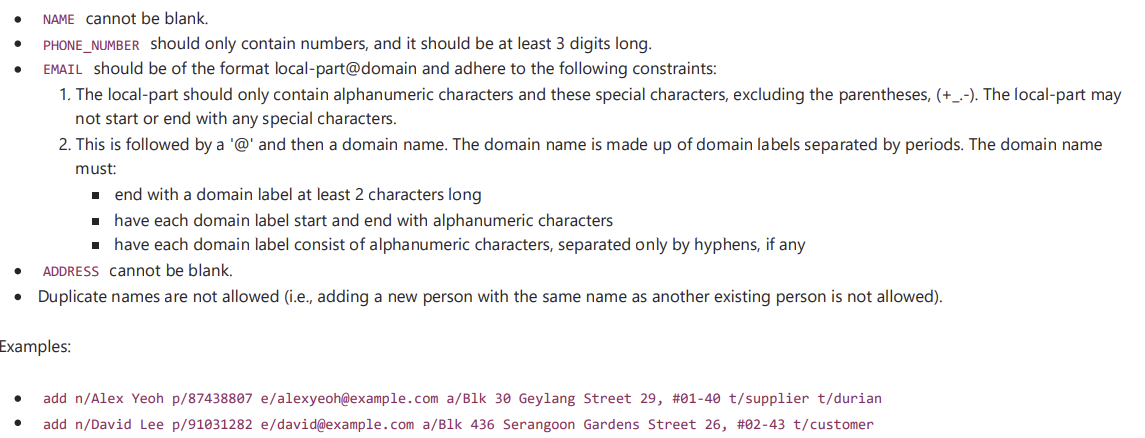 • NAME cannot be blank.
• PHONE_NUMBER should only contain numbers, and it should be at least 3 digits long.
• EMAIL should be of the format local-part@domain and adhere to the following constraints:
1. The local-part should only contain alphanumeric characters and these special characters, excluding the parentheses, (+_.-). The local-part may
not start or end with any special characters.
2. This is followed by a '@' and then a domain name. The domain name is made up of domain labels separated by periods. The domain name
must:
▪ end with a domain label at least 2 characters long
▪ have each domain label start and end with alphanumeric characters
▪ have each domain label consist of alphanumeric characters, separated only by hyphens, if any
• ADDRESS cannot be blank.
• Duplicate names are not allowed (i.e., adding a new person with the same name as another existing person is not allowed).
Examples:
• add n/Alex Yeoh p/87438807 e/alexyeoh@example.com a/Blk 30 Geylang Street 29, #01-40 t/supplier t/durian
• add n/David Lee p/91031282 e/david@example.com a/Blk 436 Serangoon Gardens Street 26, #02-43 t/customer